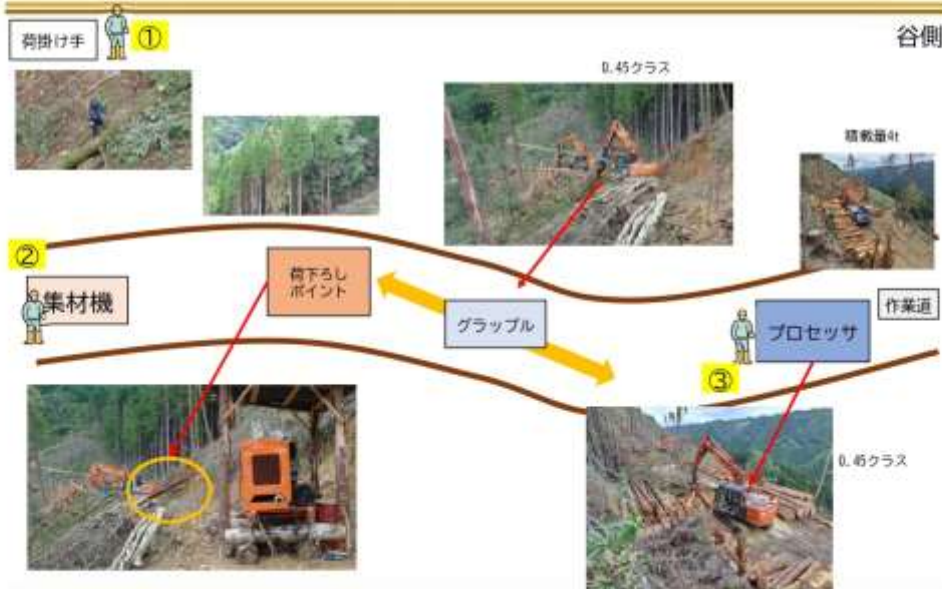 荷掛け手
①
谷側
0.45クラス
積載量4t
②
集材機
荷下ろし
ポイント
グラップル
プロセッサ
作業道
③
0.45クラス